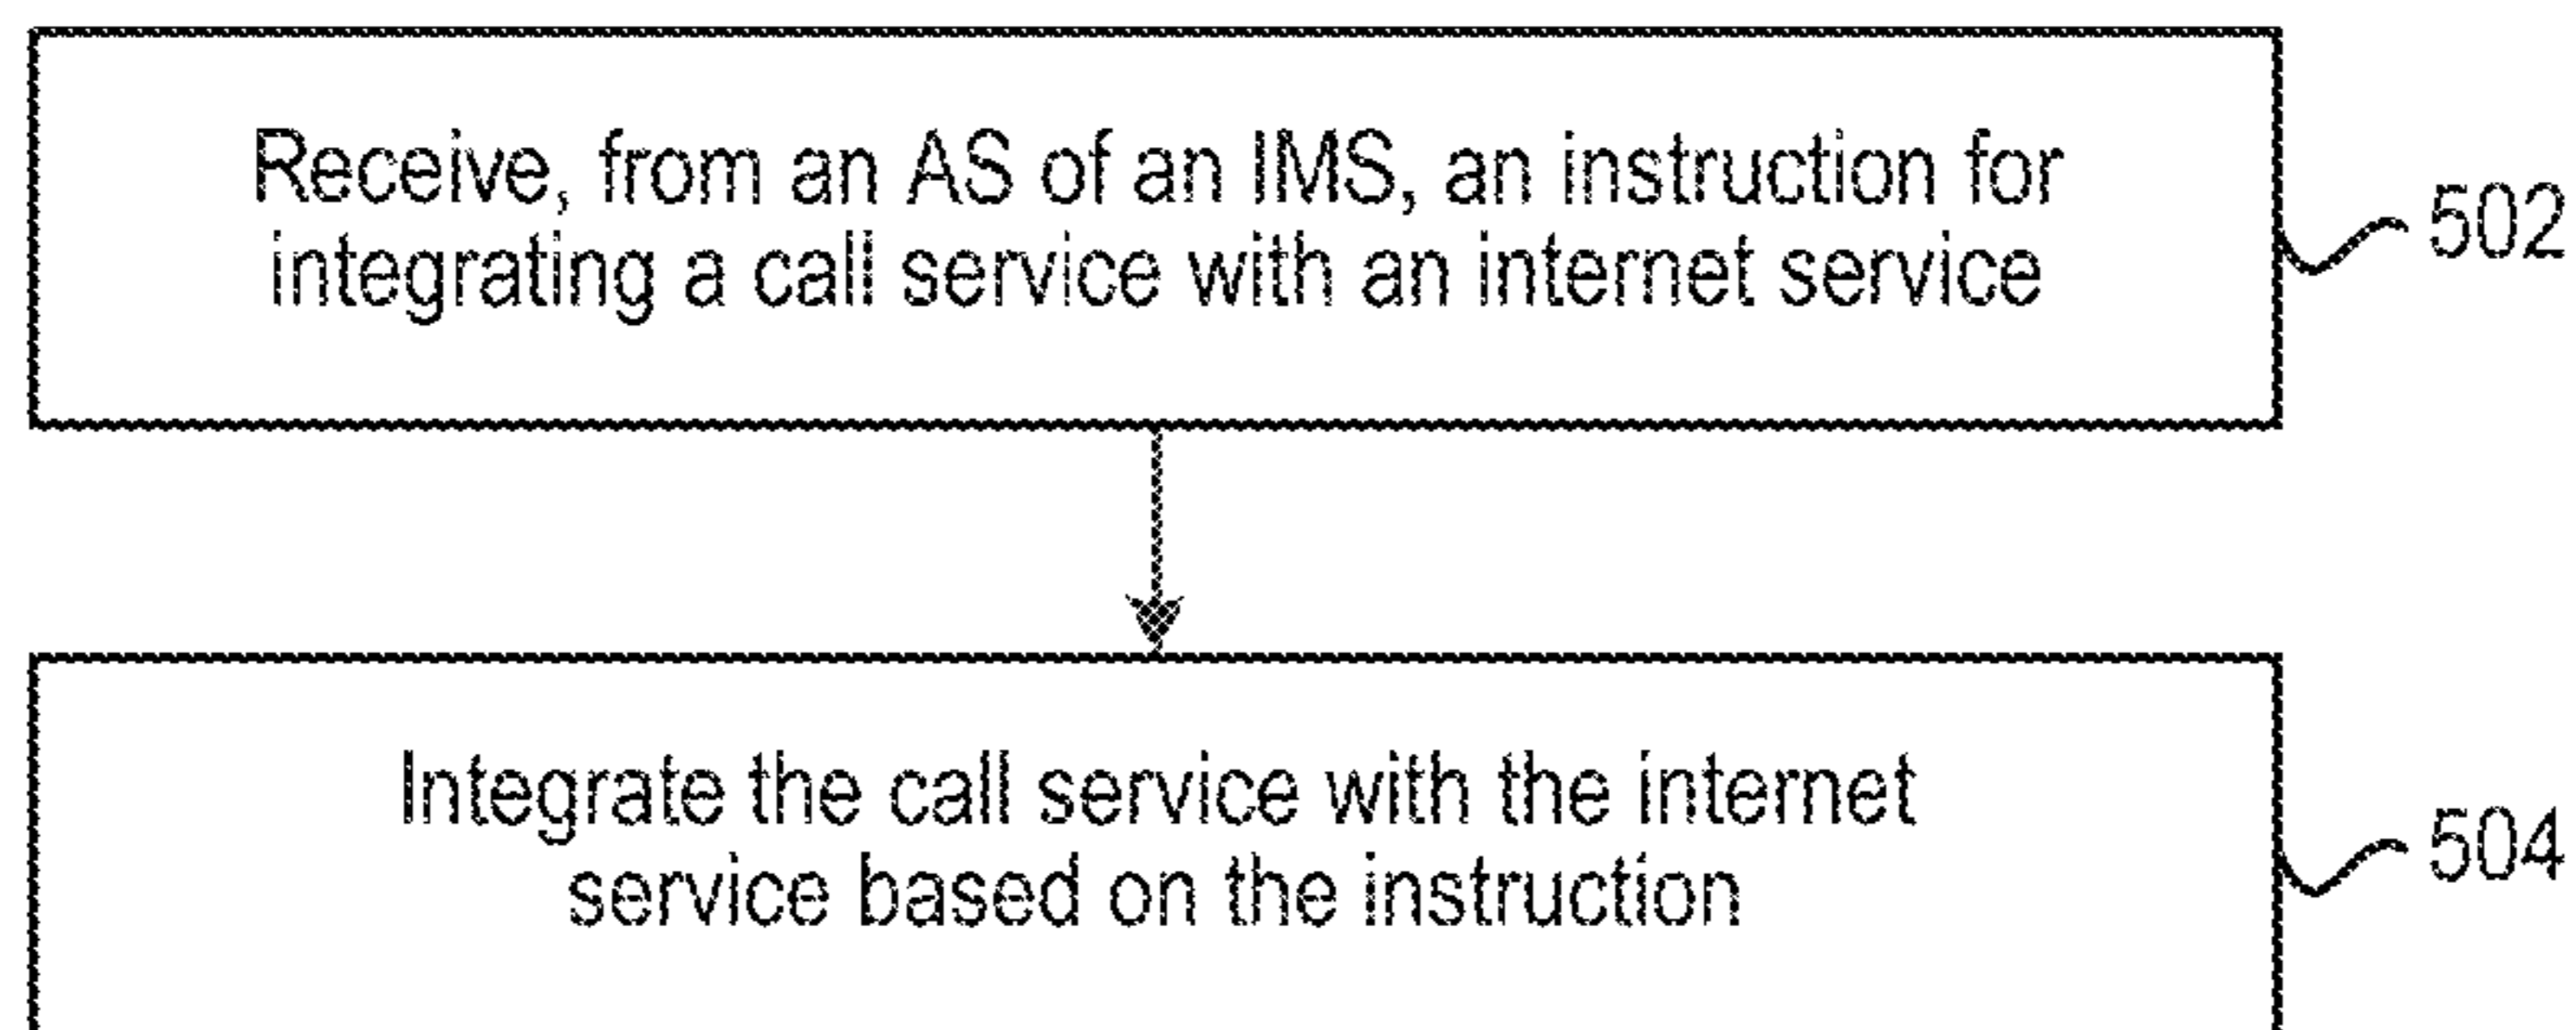 Receive, from an AS of an IMS, an instruction for
integrating a call service with an internet service
502
Integrate the call service with the internet
service based on the instruction
504